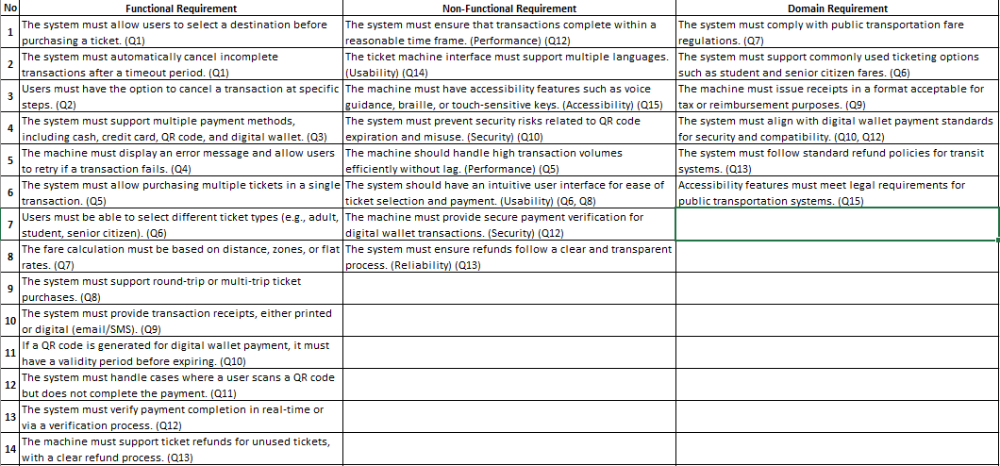 No Functional Requirement Non-Functional Requirement Domain Requirement
1 The system must allow users to select a destination before The system must ensure that transactions complete within a The system must comply with public transportation fare
purchasing a ticket. (Q1) reasonable time frame. (Performance) (Q12) regulations. (Q7)
2 The system must automatically cancel incomplete The ticket machine interface must support multiple languages. The system must support commonly used ticketing options
transactions after a timeout period. (Q1) (Usability) (Q14) such as student and senior citizen fares. (Q6)
3 Users must have the option to cancel a transaction at specific The machine must have accessibility features such as voice The machine must issue receipts in a format acceptable for
steps. (Q2) guidance, braille, or touch-sensitive keys. (Accessibility) (Q15) tax or reimbursement purposes. (Q9)
4 The system must support multiple payment methods, The system must prevent security risks related to QR code The system must align with digital wallet payment standards
including cash, credit card, QR code, and digital wallet. (Q3) expiration and misuse. (Security) (Q10) for security and compatibility. (Q10, Q12)
5 The machine must display an error message and allow users The machine should handle high transaction volumes The system must follow standard refund policies for transit
to retry if a transaction fails. (Q4) efficiently without lag. (Performance) (Q5) systems. (Q13)
6 The system must allow purchasing multiple tickets in a single The system should have an intuitive user interface for ease of Accessibility features must meet legal requirements for
transaction. (Q5) ticket selection and payment. (Usability) (Q6, Q8) public transportation systems. (Q15)
7 Users must be able to select different ticket types (e.g., adult, The machine must provide secure payment verification for
student, senior citizen). (Q6) digital wallet transactions. (Security) (Q12)
8 The fare calculation must be based on distance, zones, or flat The system must ensure refunds follow a clear and transparent
rates. (Q7) process. (Reliability) (Q13)
9 The system must support round-trip or multi-trip ticket
purchases. (Q8)
10 The system must provide transaction receipts, either printed
or digital (email/SMS). (Q9)
11 If a QR code is generated for digital wallet payment, it must
have a validity period before expiring. (Q10)
12 The system must handle cases where a user scans a QR code
but does not complete the payment. (Q11)
13 The system must verify payment completion in real-time or
via a verification process. (Q12)
14 The machine must support ticket refunds for unused tickets,
with a clear refund process. (Q13)